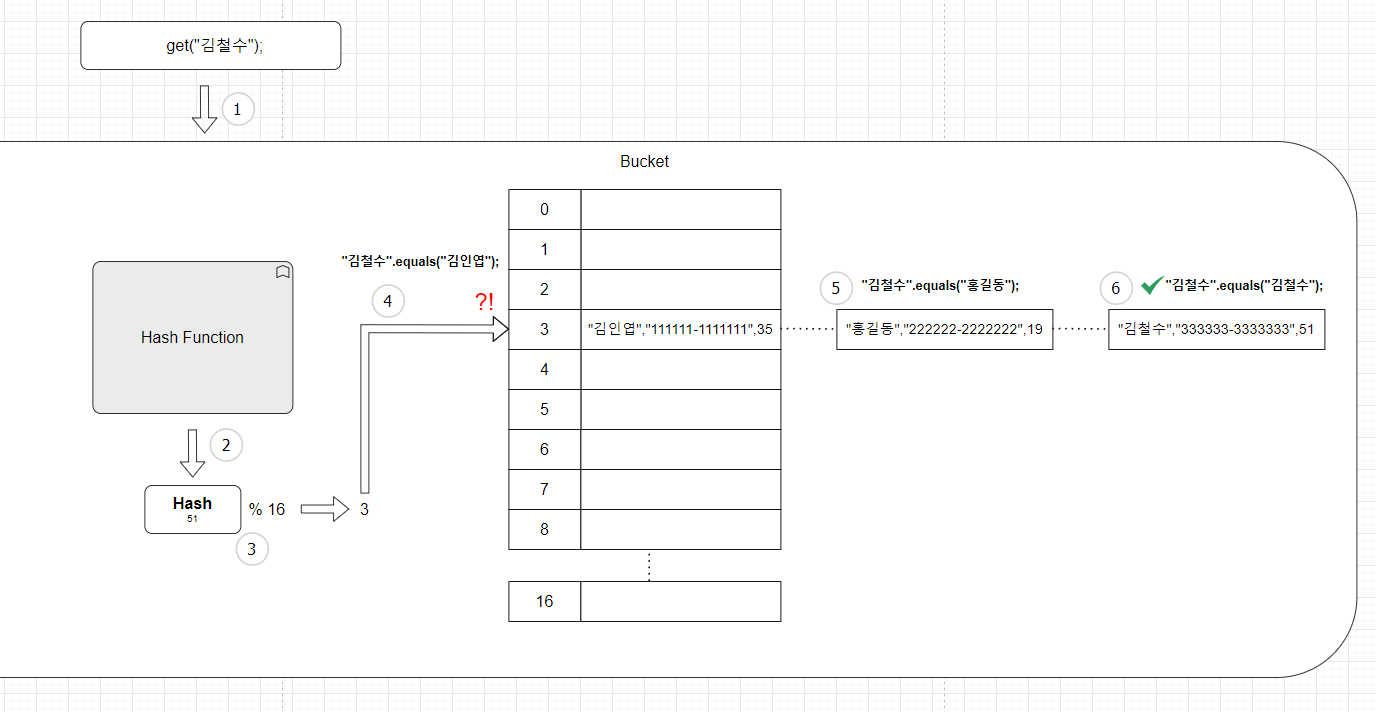 get("김철수");
1
Bucket
0
1
2
3 "김인엽","111111-1111111",35
4
5
6
7
8
16
Hash Function
2
Hash
51
% 16
3
3
"김철수".equals("김인엽");
4
?!
5
"김철수".equals("홍길동");
"홍길동","222222-2222222",19
6
"김철수".equals("김철수");
"김철수","333333-3333333",51